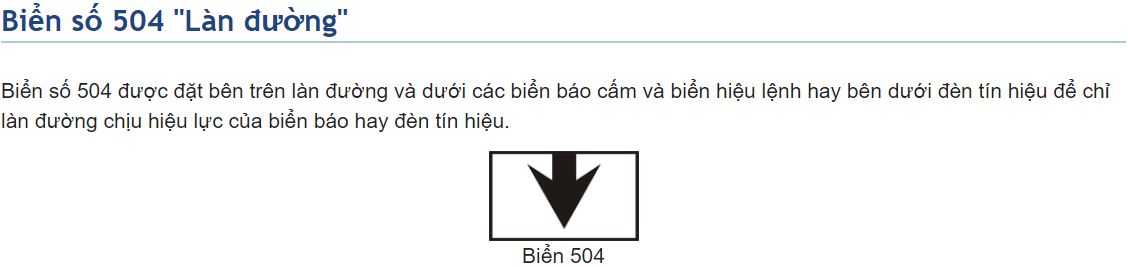 Biển số 504 "Làn đường"
Biển số 504 được đặt bên trên làn đường và dưới các biển báo cấm và biển hiệu lệnh hay bên dưới đèn tín hiệu để chỉ
làn đường chịu hiệu lực của biển báo hay đèn tín hiệu.
Biển 504